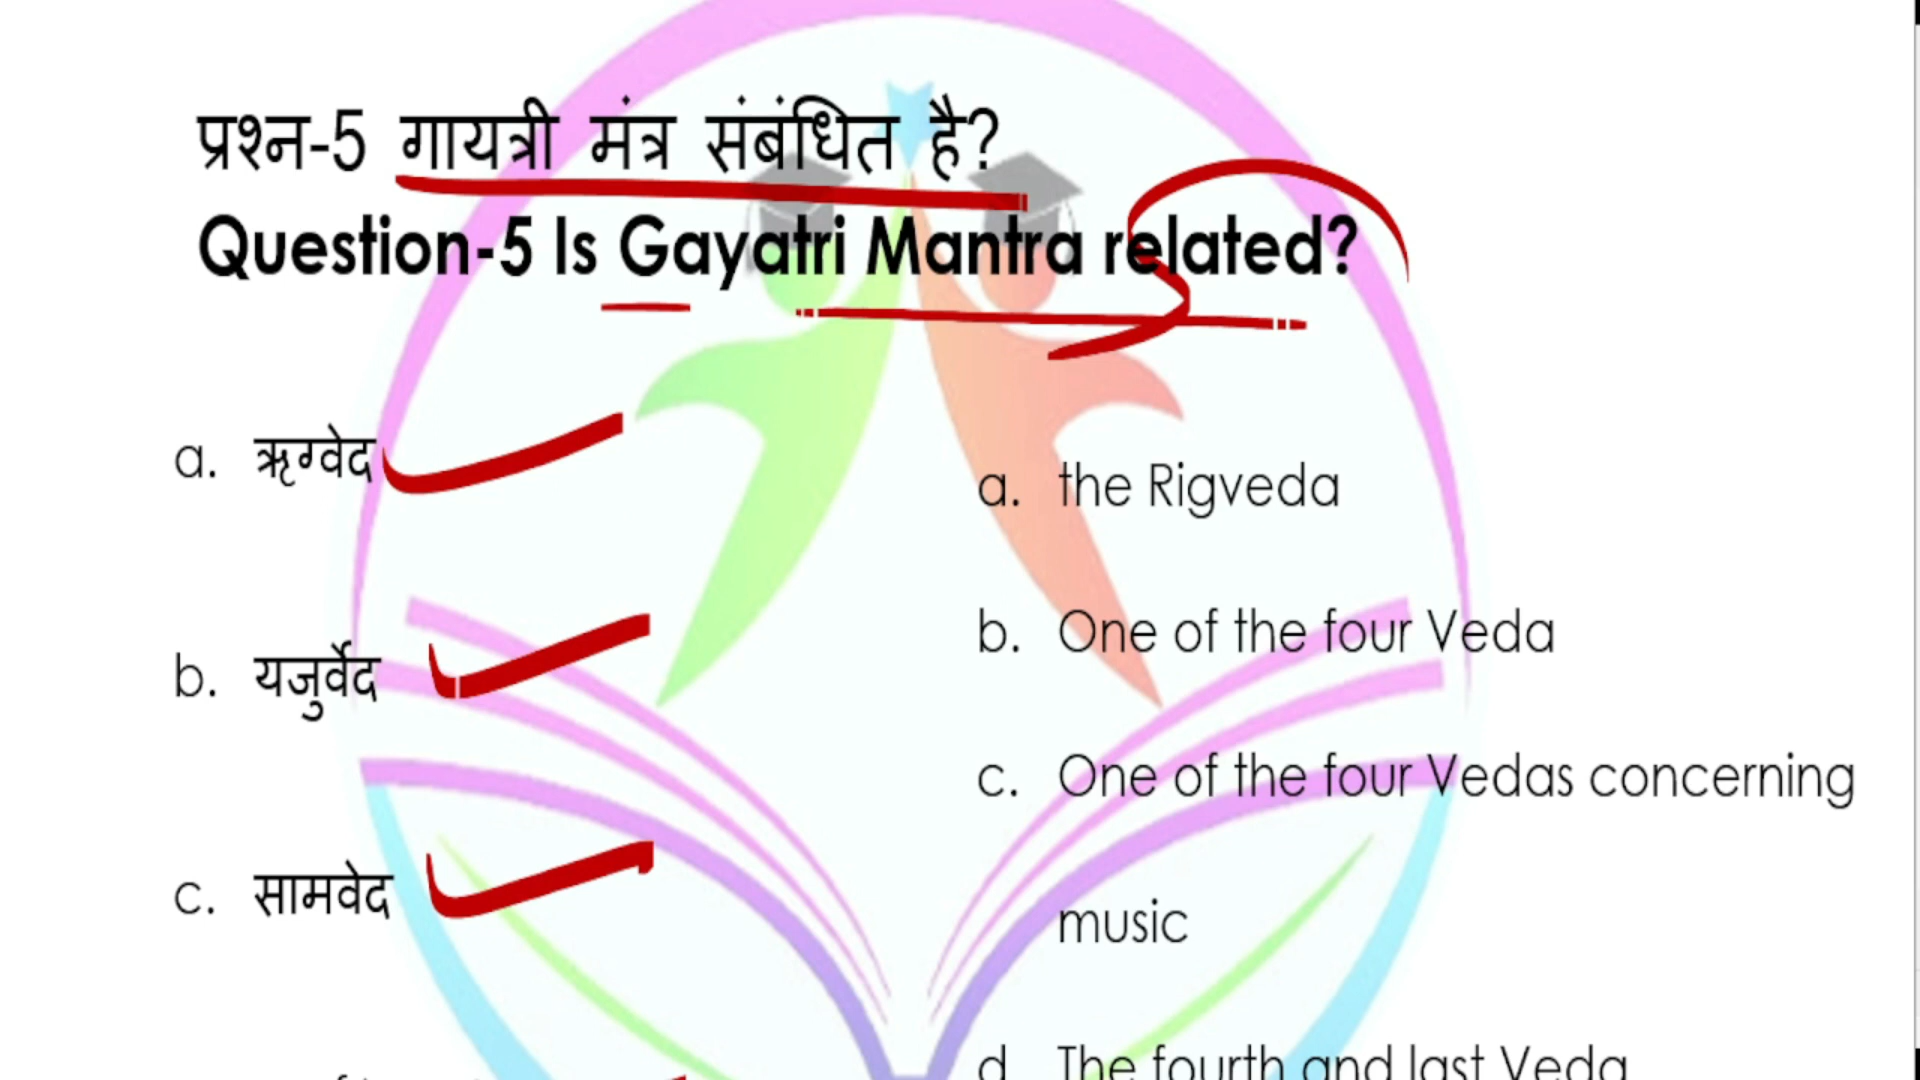 प्रश्न-5 गायत्री मंत्र संबंधित है?
Question-5 Is Gayatri Mantra related?
a. ऋग्वेद
b. यजुर्वेद
c. सामवेद
a. the Rigveda
b. One of the four Veda
c. One of the four Vedas concerning
music
d The fourth and last Veda